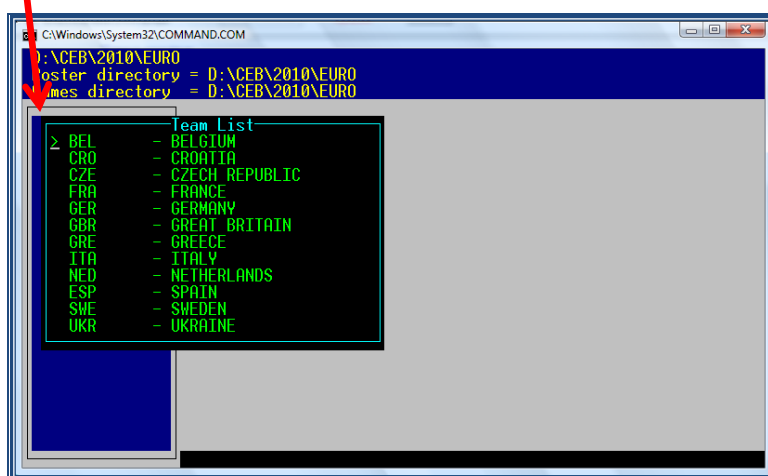 C:\Windows\System32\COMMAND.COM
D:\CEB\2010\EURO
Roster directory = D:\CEB\2010\EURO
Games directory = D:\CEB\2010\EURO
Team List
> BEL - BELGIUM
CRO - CROATIA
CZE - CZECH REPUBLIC
FRA - FRANCE
GER - GERMANY
GBR - GREAT BRITAIN
GRE - GREECE
ITA - ITALY
NED - NETHERLANDS
ESP - SPAIN
SWE - SWEDEN
UKR - UKRAINE